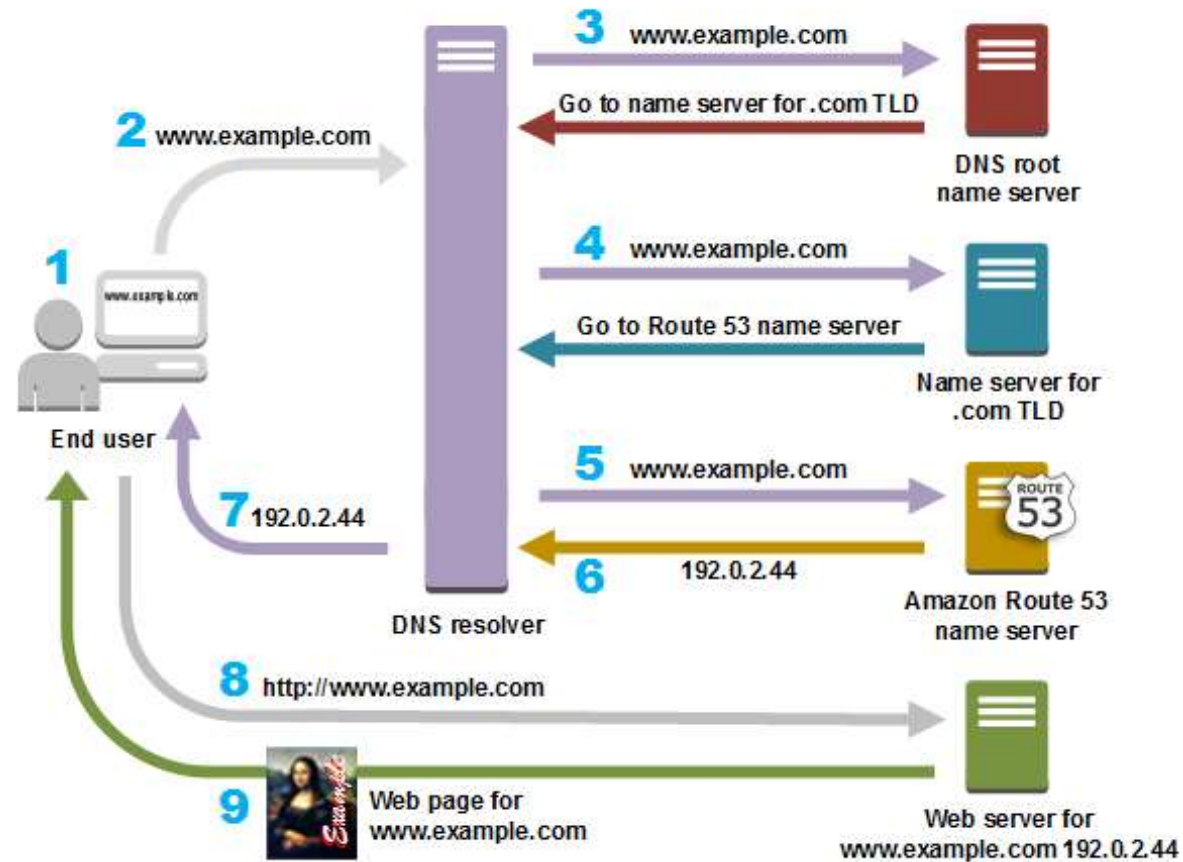 3 www.example.com
Go to name server for .com TLD
DNS root
name server
2 www.example.com
1
www.example.com
End user
4 www.example.com
Go to Route 53 name server
Name server for
.com TLD
5 www.example.com
ROUTE
53
6 192.0.2.44
Amazon Route 53
name server
7 192.0.2.44
DNS resolver
8 http://www.example.com
9
Example
Web page for
www.example.com
Web server for
www.example.com 192.0.2.44